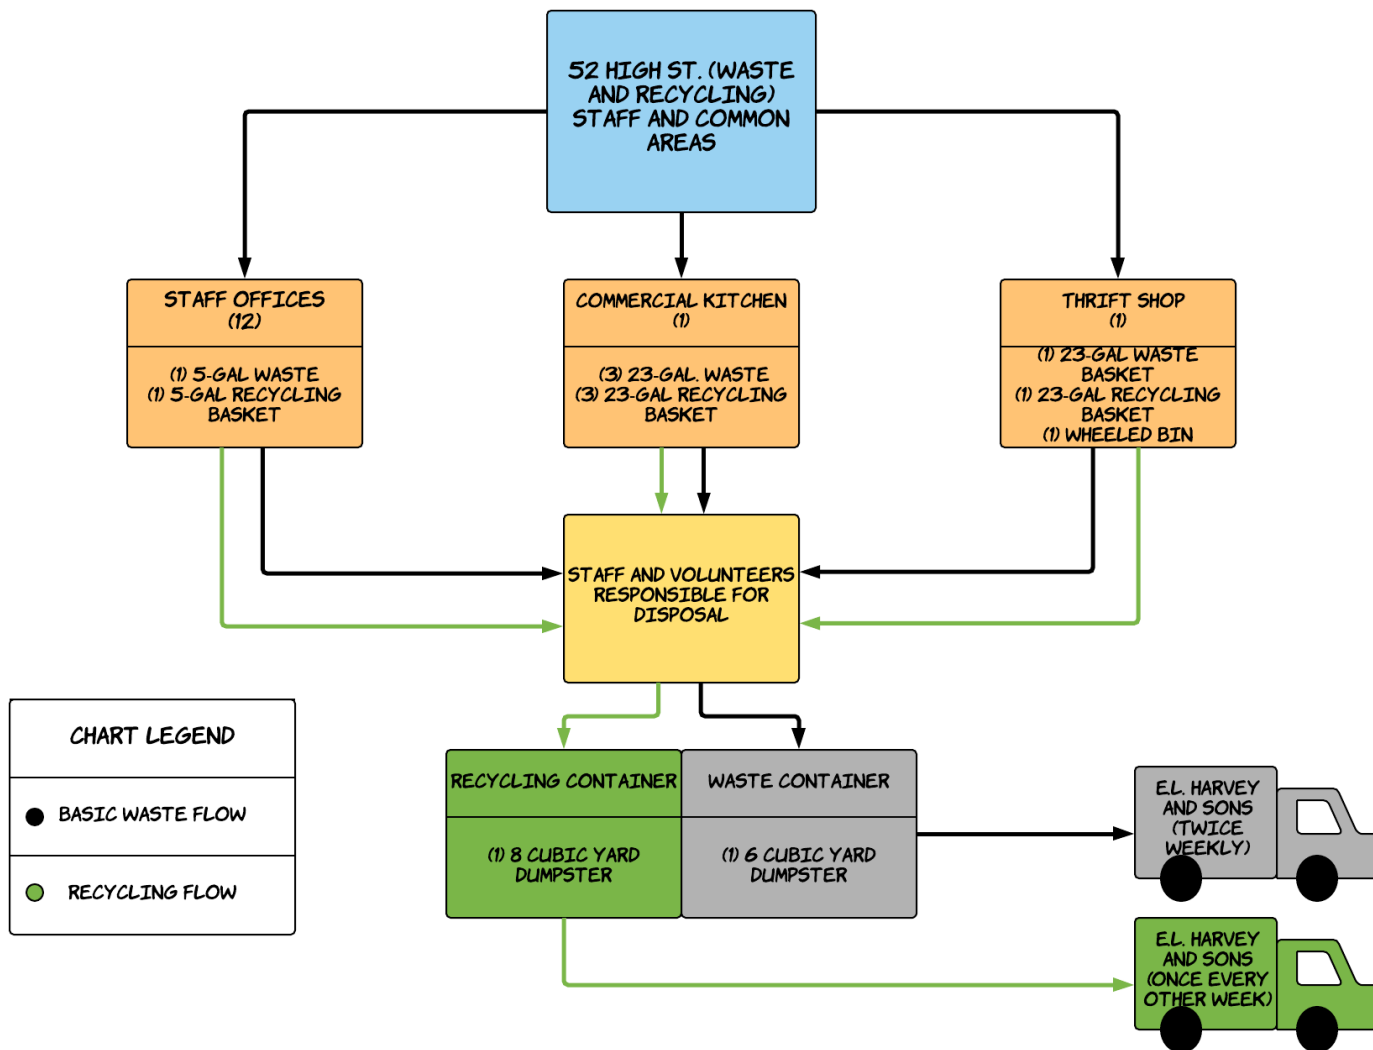 52 HIGH ST. (WASTE
AND RECYCLING)
STAFF AND COMMON
AREAS
STAFF OFFICES
(12)
(1) 5-GAL WASTE
(1) 5-GAL RECYCLING
BASKET
COMMERCIAL KITCHEN
(1)
(3) 23-GAL. WASTE
(3) 23-GAL RECYCLING
BASKET
THRIFT SHOP
(1)
(1) 23-GAL WASTE
BASKET
(1) 23-GAL RECYCLING
BASKET
(1) WHEELED BIN
STAFF AND VOLUNTEERS
RESPONSIBLE FOR
DISPOSAL
CHART LEGEND
BASIC WASTE FLOW
RECYCLING FLOW
RECYCLING CONTAINER
(1) 8 CUBIC YARD
DUMPSTER
WASTE CONTAINER
(1) 6 CUBIC YARD
DUMPSTER
E.L. HARVEY
AND SONS
(TWICE
WEEKLY)
E.L. HARVEY
AND SONS
(ONCE EVERY
OTHER WEEK)